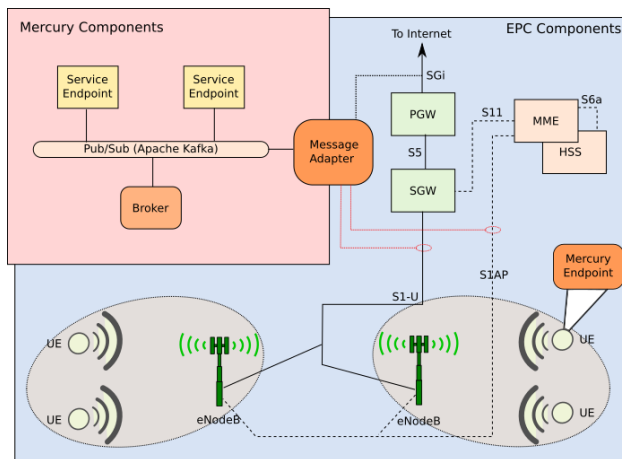 Mercury Components
EPC Components
To Internet
Service
Endpoint
Service
Endpoint
SGi
PGW
S11
S6a
MME
HSS
Pub/Sub (Apache Kafka)
Message
Adapter
S5
SGW
Broker
S1AP
Mercury
Endpoint
S1-U
UE
UE
UE
UE
eNodeB
eNodeB